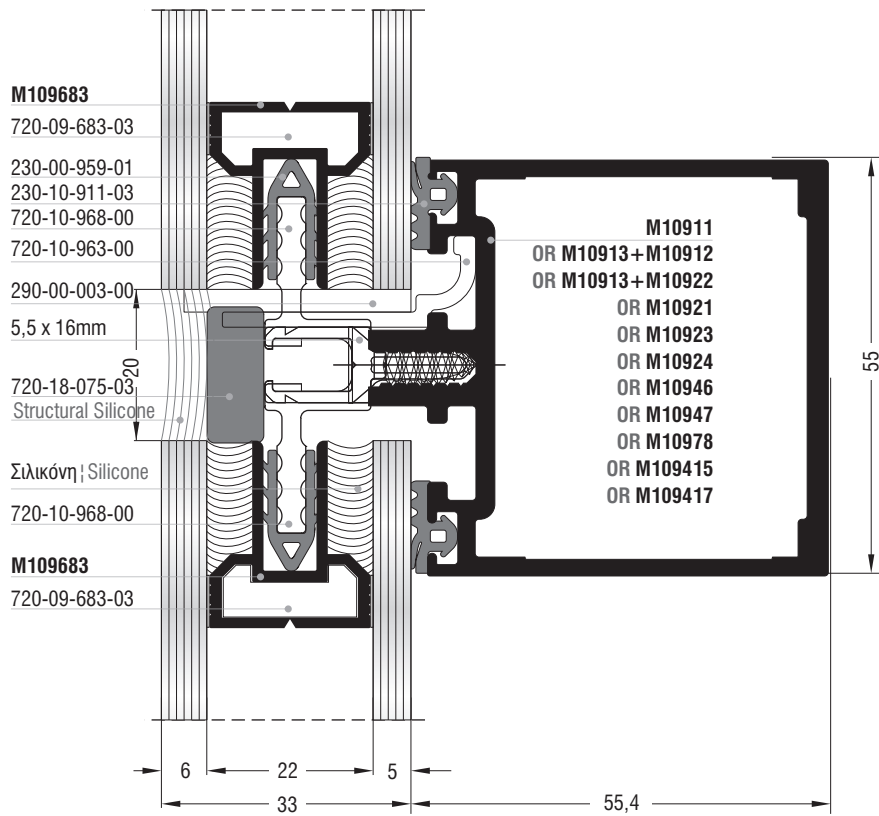 M109683
720-09-683-03
230-00-959-01
230-10-911-03
720-10-968-00
720-10-963-00
290-00-003-00
5,5 x 16mm
20
720-18-075-03
Structural Silicone
Σιλικόνη ¦ Silicone
720-10-968-00
M109683
720-09-683-03
M10911
OR M10913+M10912
OR M10913+M10922
OR M10921
OR M10923
OR M10924
OR M10946
OR M10947
OR M10978
OR M109415
OR M109417
55
6 22 5
33 55,4